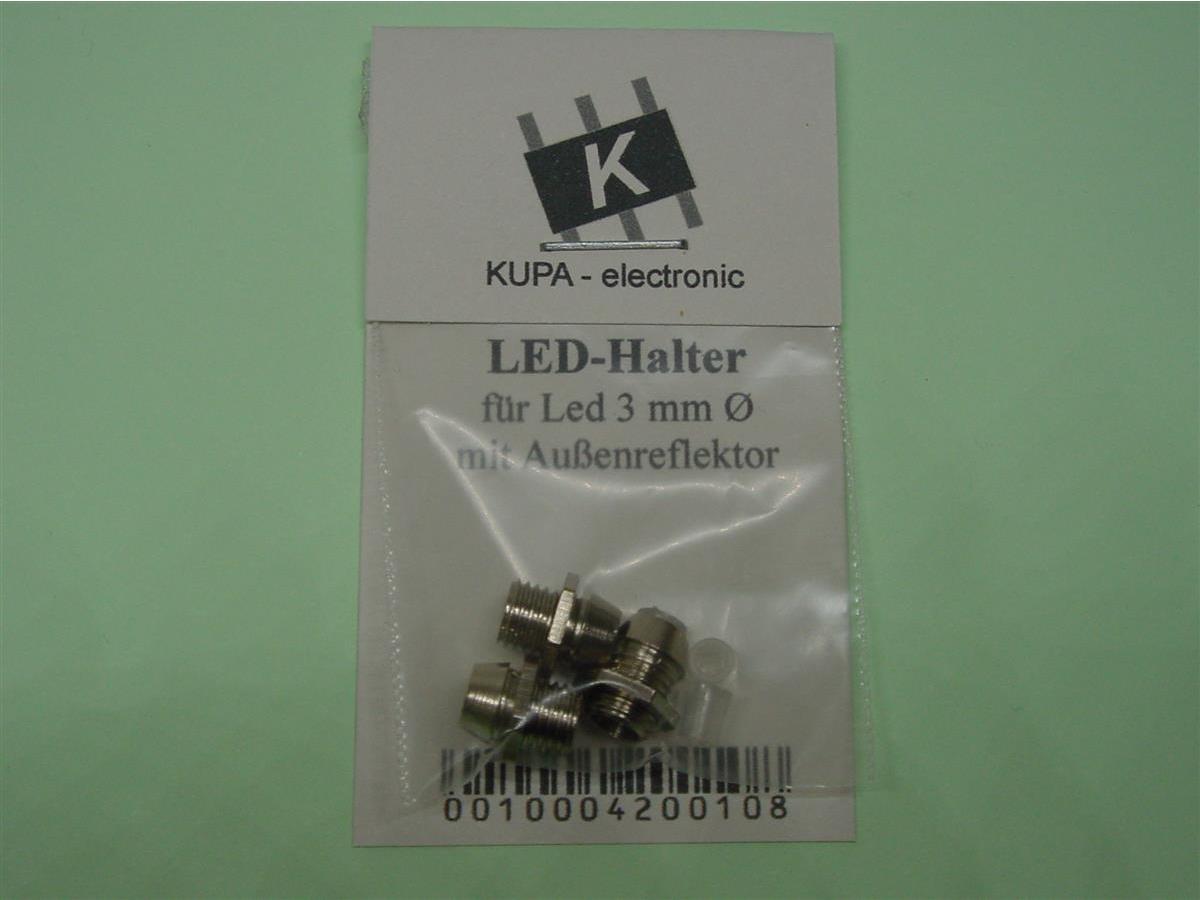 K
KUPA - electronic
LED-Halter
für Led 3 mm Ø
mit Außenreflektor
0010004200108